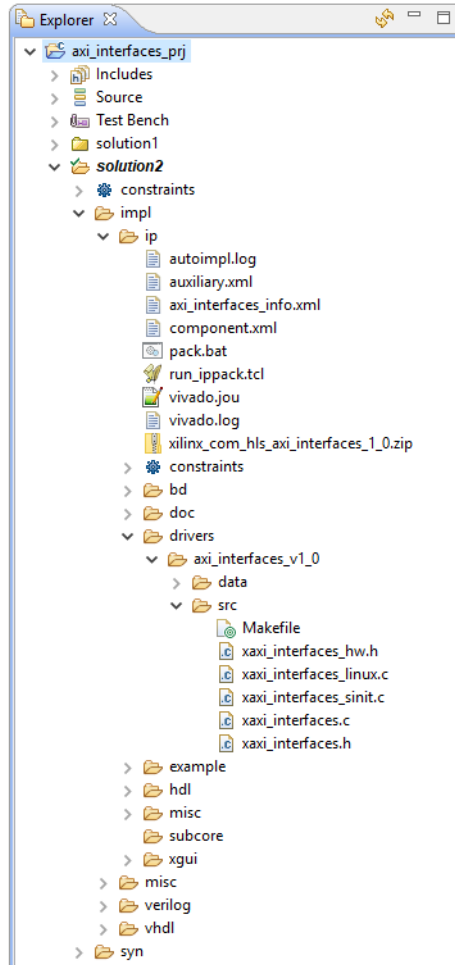 Explorer
axi_interfaces_prj
Includes
Source
Test Bench
solution1
solution2
constraints
impl
ip
autoimpl.log
auxiliary.xml
axi_interfaces_info.xml
component.xml
pack.bat
run_ippack.tcl
vivado.jou
vivado.log
xilinx_com_hls_axi_interfaces_1_0.zip
constraints
bd
doc
drivers
axi_interfaces_v1_0
data
src
Makefile
xaxi_interfaces_hw.h
xaxi_interfaces_linux.c
xaxi_interfaces_sinit.c
xaxi_interfaces.c
xaxi_interfaces.h
example
hdl
misc
subcore
xgui
misc
verilog
vhdl
syn